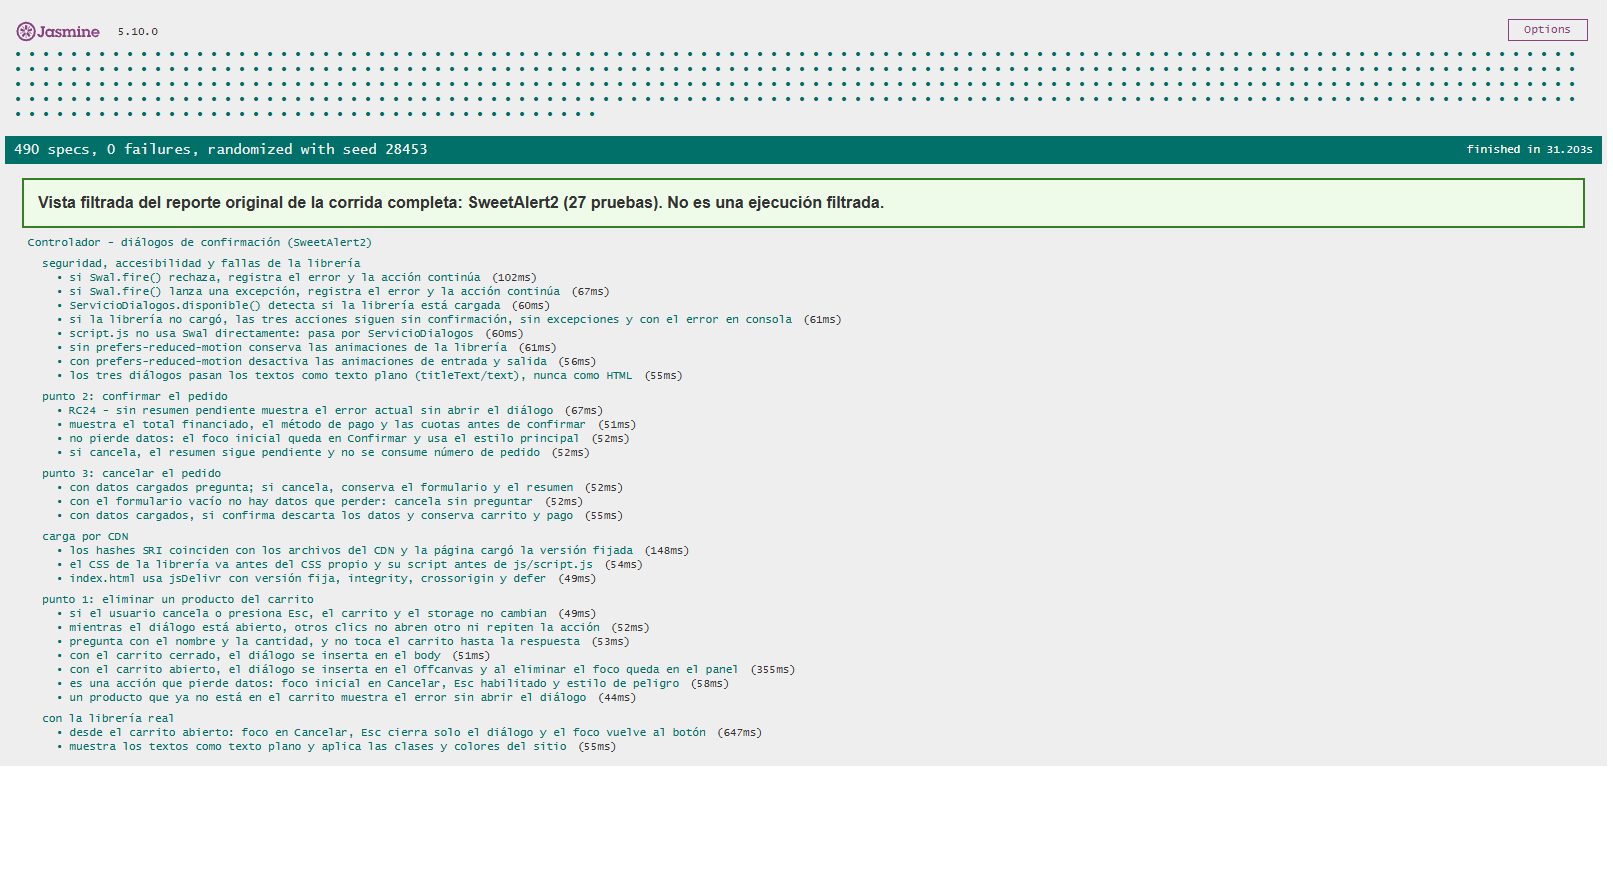 Jasmine 5.10.0
Options
490 specs, 0 failures, randomized with seed 28453
finished in 31.203s
Vista filtrada del reporte original de la corrida completa: SweetAlert2 (27 pruebas). No es una ejecución filtrada.
Controlador - diálogos de confirmación (SweetAlert2)
seguridad, accesibilidad y fallas de la librería
• si Swal.fire() rechaza, registra el error y la acción continúa (102ms)
• si Swal.fire() lanza una excepción, registra el error y la acción continúa (67ms)
• ServicioDialogos.disponible() detecta si la librería está cargada (60ms)
• si la librería no cargó, las tres acciones siguen sin confirmación, sin excepciones y con el error en consola (61ms)
• script.js no usa Swal directamente: pasa por ServicioDialogos (60ms)
• sin prefers-reduced-motion conserva las animaciones de la librería (61ms)
• con prefers-reduced-motion desactiva las animaciones de entrada y salida (56ms)
• los tres diálogos pasan los textos como texto plano (titleText/text), nunca como HTML (55ms)
punto 2: confirmar el pedido
• RC24 - sin resumen pendiente muestra el error actual sin abrir el diálogo (67ms)
• muestra el total financiado, el método de pago y las cuotas antes de confirmar (51ms)
• no pierde datos: el foco inicial queda en Confirmar y usa el estilo principal (52ms)
• si cancela, el resumen sigue pendiente y no se consume número de pedido (52ms)
punto 3: cancelar el pedido
• con datos cargados pregunta; si cancela, conserva el formulario y el resumen (52ms)
• con el formulario vacío no hay datos que perder: cancela sin preguntar (52ms)
• con datos cargados, si confirma descarta los datos y conserva carrito y pago (55ms)
carga por CDN
• los hashes SRI coinciden con los archivos del CDN y la página cargó la versión fijada (148ms)
• el CSS de la librería va antes del CSS propio y su script antes de js/script.js (54ms)
• index.html usa jsDelivr con versión fija, integrity, crossorigin y defer (49ms)
punto 1: eliminar un producto del carrito
• si el usuario cancela o presiona Esc, el carrito y el storage no cambian (49ms)
• mientras el diálogo está abierto, otros clics no abren otro ni repiten la acción (52ms)
• pregunta con el nombre y la cantidad, y no toca el carrito hasta la respuesta (53ms)
• con el carrito cerrado, el diálogo se inserta en el body (51ms)
• con el carrito abierto, el diálogo se inserta en el Offcanvas y al eliminar el foco queda en el panel (355ms)
• es una acción que pierde datos: foco inicial en Cancelar, Esc habilitado y estilo de peligro (58ms)
• un producto que ya no está en el carrito muestra el error sin abrir el diálogo (44ms)
con la librería real
• desde el carrito abierto: foco en Cancelar, Esc cierra solo el diálogo y el foco vuelve al botón (647ms)
• muestra los textos como texto plano y aplica las clases y colores del sitio (55ms)